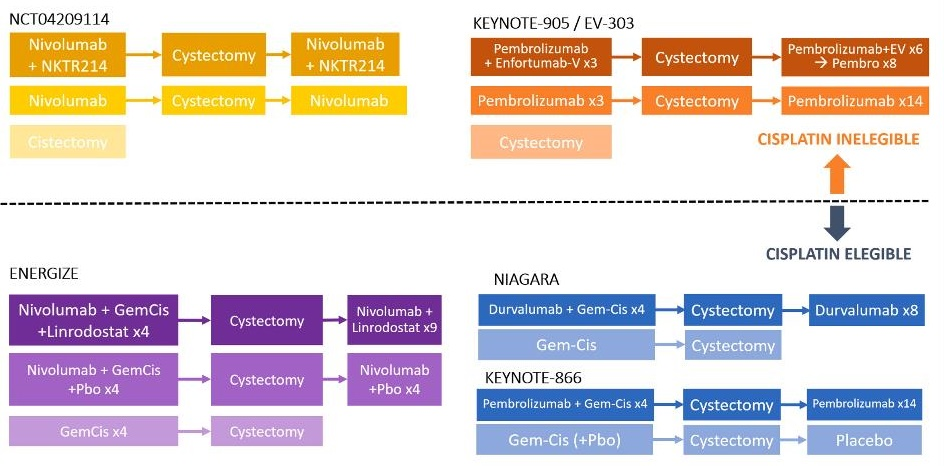 NCT04209114
Nivolumab
+ NKTR214
Cystectomy
Nivolumab
+ NKTR214
Nivolumab
Cystectomy
Nivolumab
Cistectomy
KEYNOTE-905 / EV-303
Pembrolizumab
+ Enfortumab-V x3
Cystectomy
Pembrolizumab+EV x6
→ Pembro x8
Pembrolizumab x3
Cystectomy
Pembrolizumab x14
Cystectomy
CISPLATIN INELEGIBLE
CISPLATIN ELEGIBLE
ENERGIZE
Nivolumab + GemCis
+Linrodostat x4
Cystectomy
Nivolumab +
Linrodostat x9
Nivolumab + GemCis
+Pbo x4
Cystectomy
Nivolumab
+Pbo x4
GemCis x4
Cystectomy
NIAGARA
Durvalumab + Gem-Cis x4
Cystectomy
Durvalumab x8
Gem-Cis
Cystectomy
KEYNOTE-866
Pembrolizumab + Gem-Cis x4
Cystectomy
Pembrolizumab x14
Gem-Cis (+Pbo)
Cystectomy
Placebo